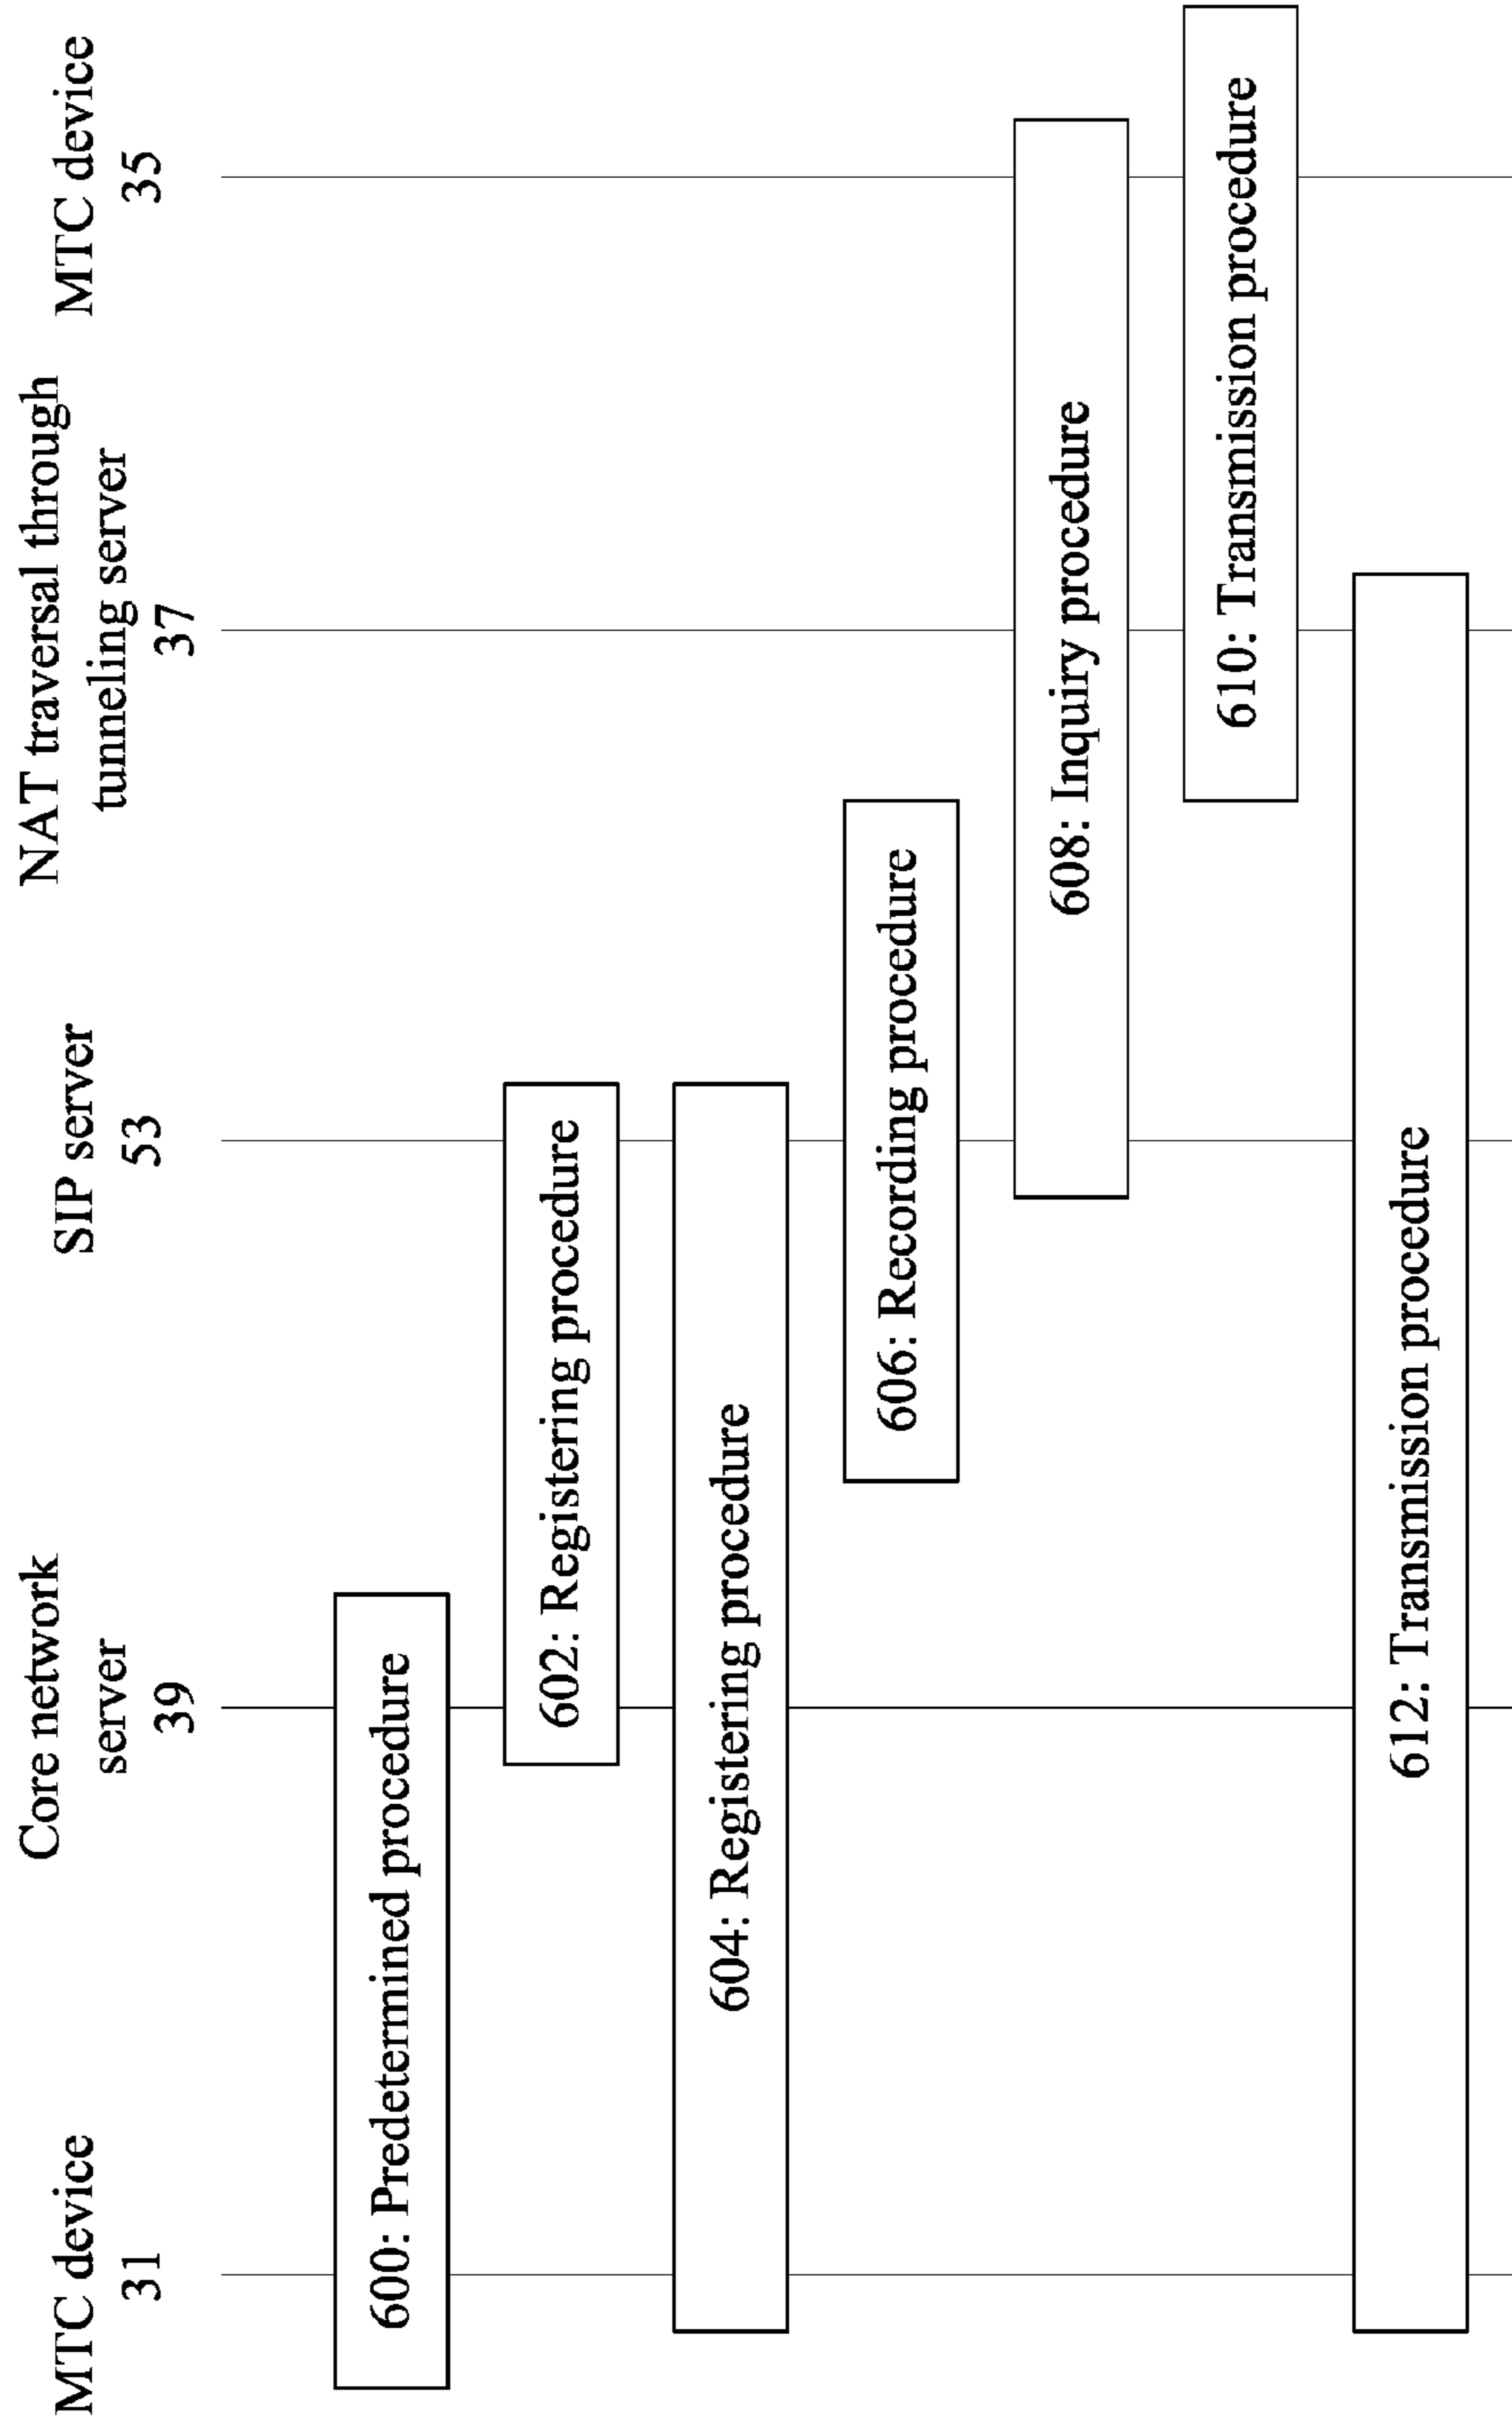 MTC device
31
Core network
server
39
SIP server
53
NAT traversal through
tunneling server
37
MTC device
35
600: Predetermined procedure
602: Registering procedure
604: Registering procedure
606: Recording procedure
608: Inquiry procedure
610: Transmission procedure
612: Transmission procedure